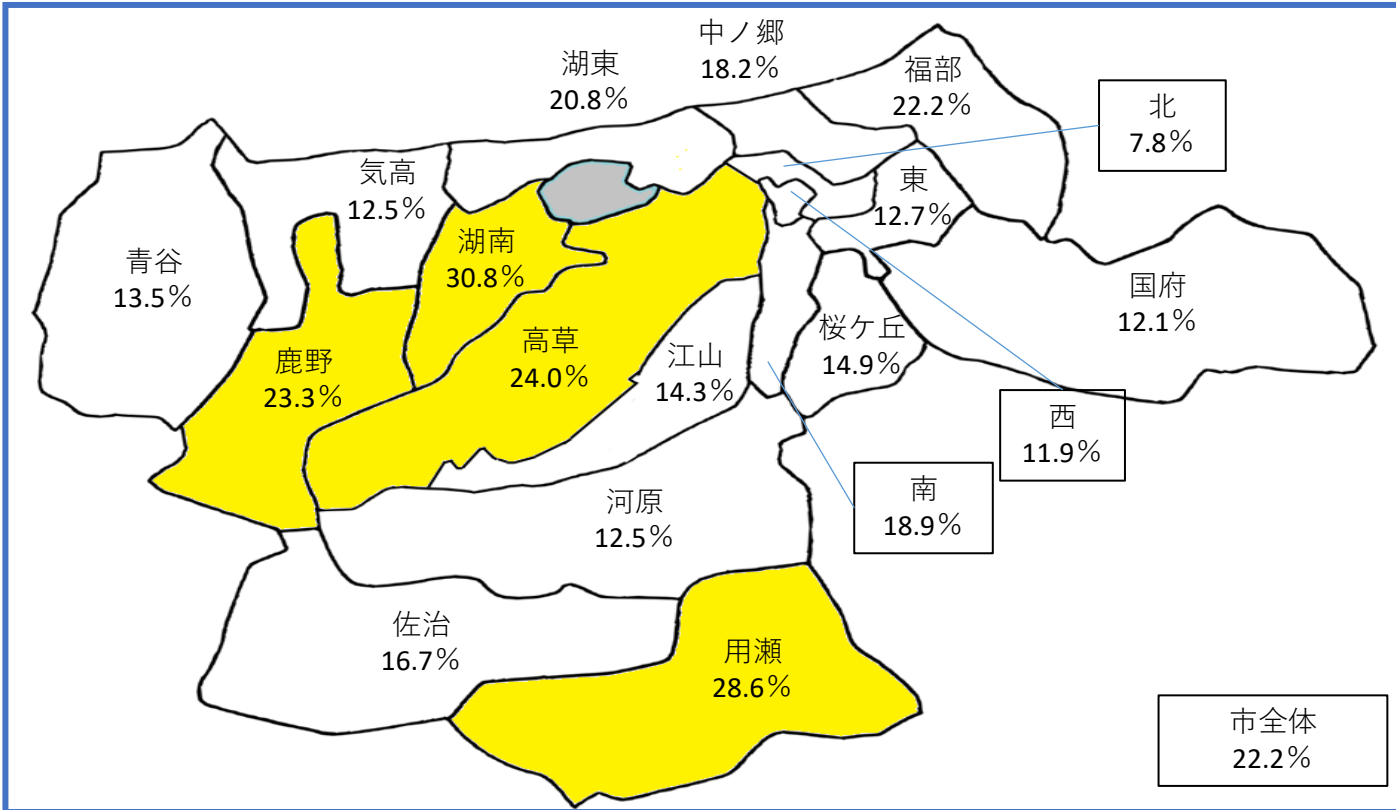 中ノ郷
18.2%
湖東
20.8%
福部
22.2%
北
7.8%
気高
12.5%
東
12.7%
青谷
13.5%
湖南
30.8%
国府
12.1%
鹿野
23.3%
高草
24.0%
江山
14.3%
桜ケ丘
14.9%
西
11.9%
南
18.9%
河原
12.5%
佐治
16.7%
用瀬
28.6%
市全体
22.2%